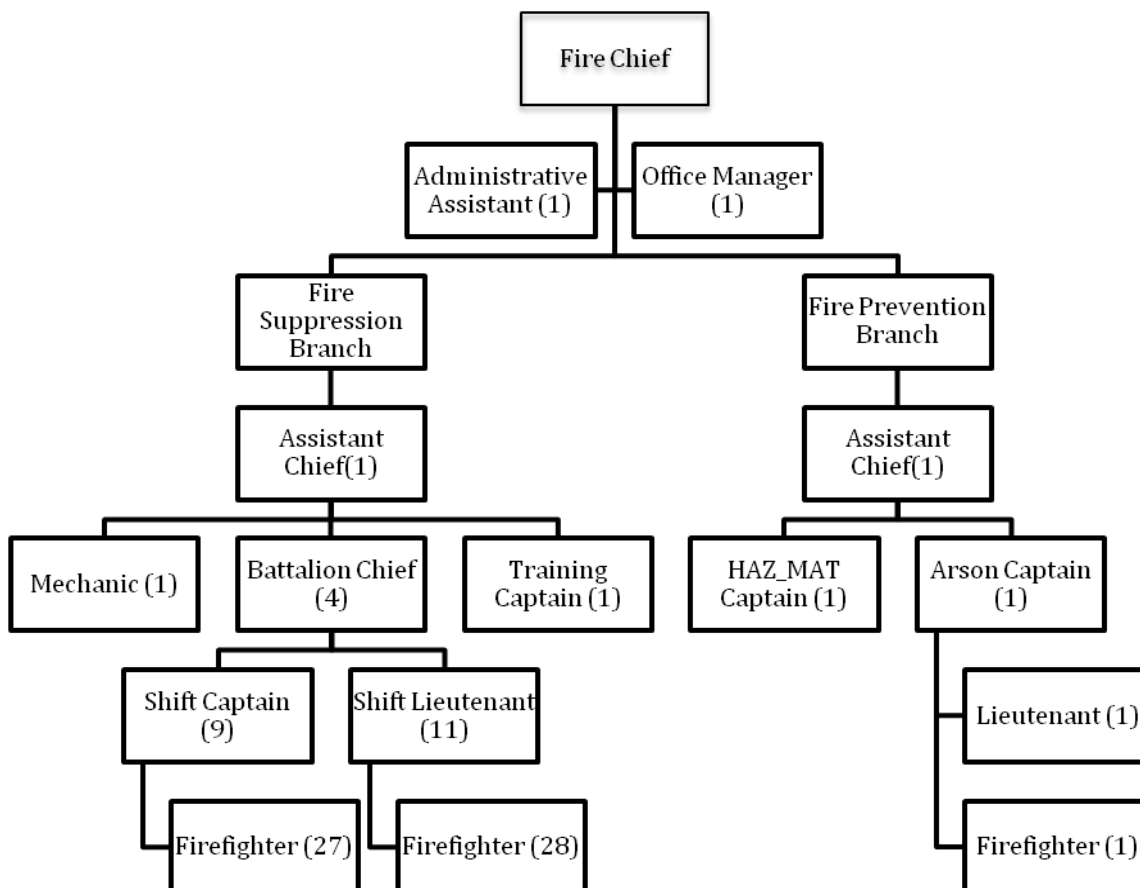 Fire Chief
Administrative
Assistant (1)
Office Manager
(1)
Fire
Suppression
Branch
Fire Prevention
Branch
Assistant
Chief(1)
Assistant
Chief(1)
Mechanic (1)
Battalion Chief
(4)
Training
Captain (1)
HAZ_MAT
Captain (1)
Arson Captain
(1)
Shift Captain
(9)
Shift Lieutenant
(11)
Lieutenant (1)
Firefighter (27)
Firefighter (28)
Firefighter (1)